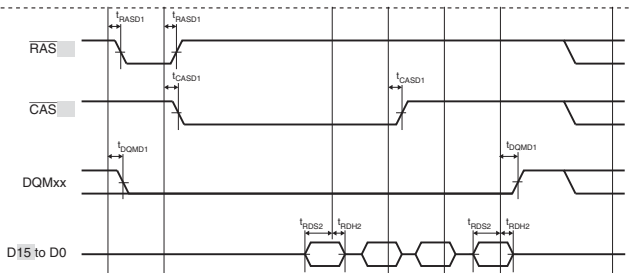 tRASD1 tRASD1
RAS
tCASD1 tCASD1
CAS
tDQMD1 tDQMD1
DQMxx
tRDS2 tRDH2 tRDS2 tRDH2
D15 to D0